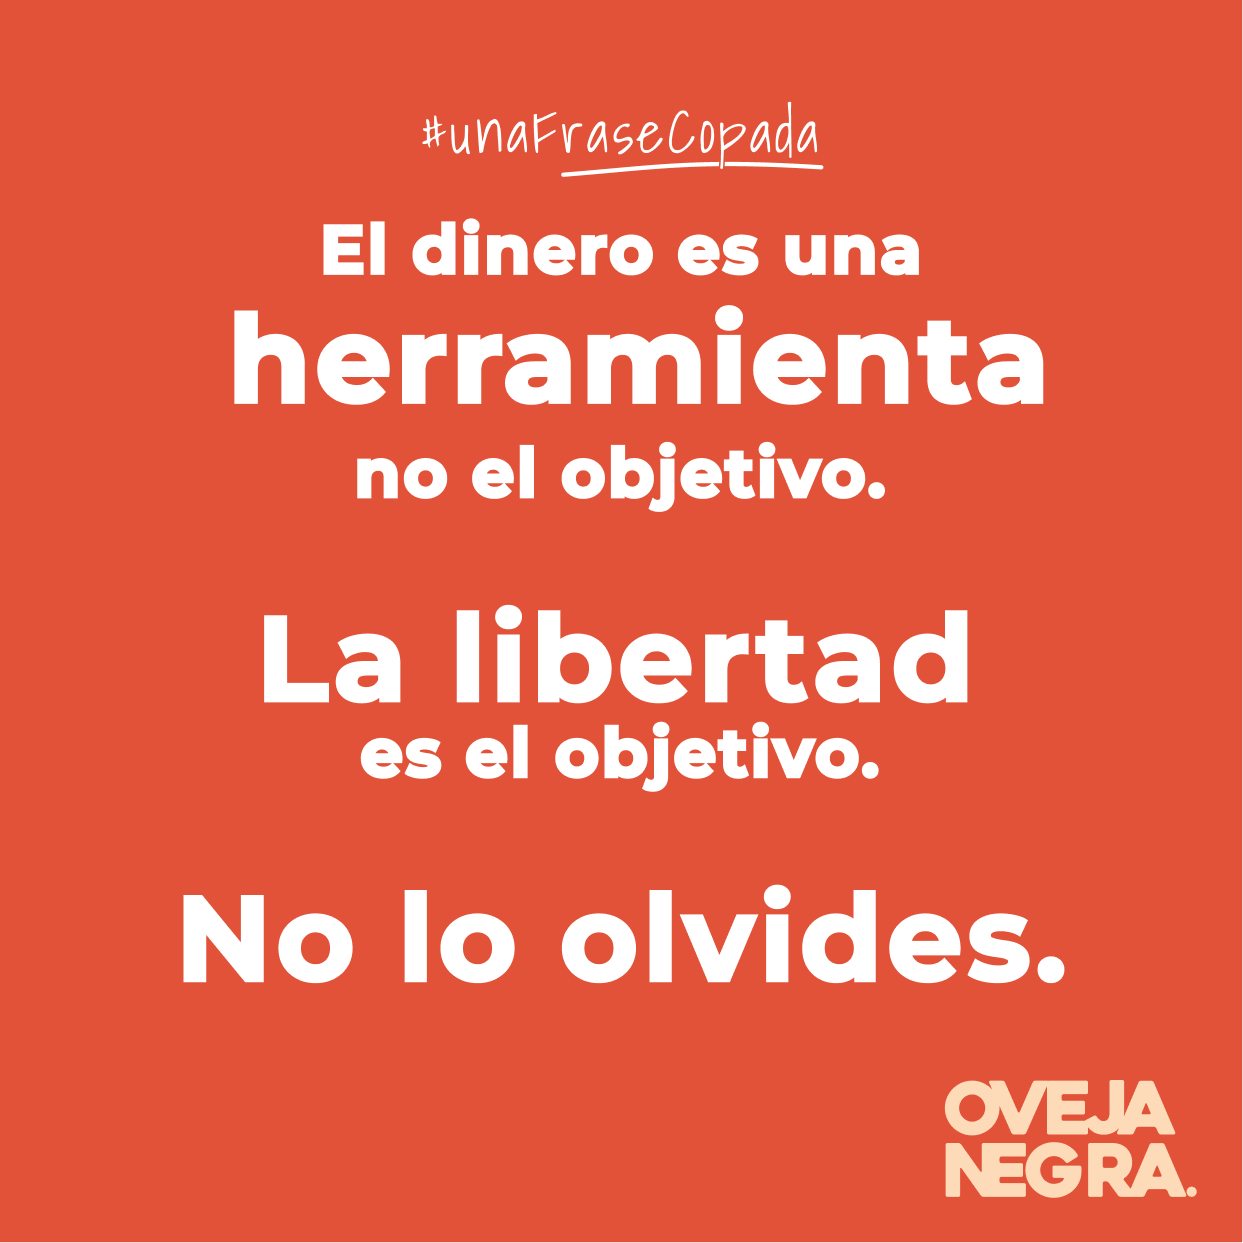 #unaFraseCopada
El dinero es una
herramienta
no el objetivo.
La libertad
es el objetivo.
No lo olvides.
OVEJA
NEGRA.